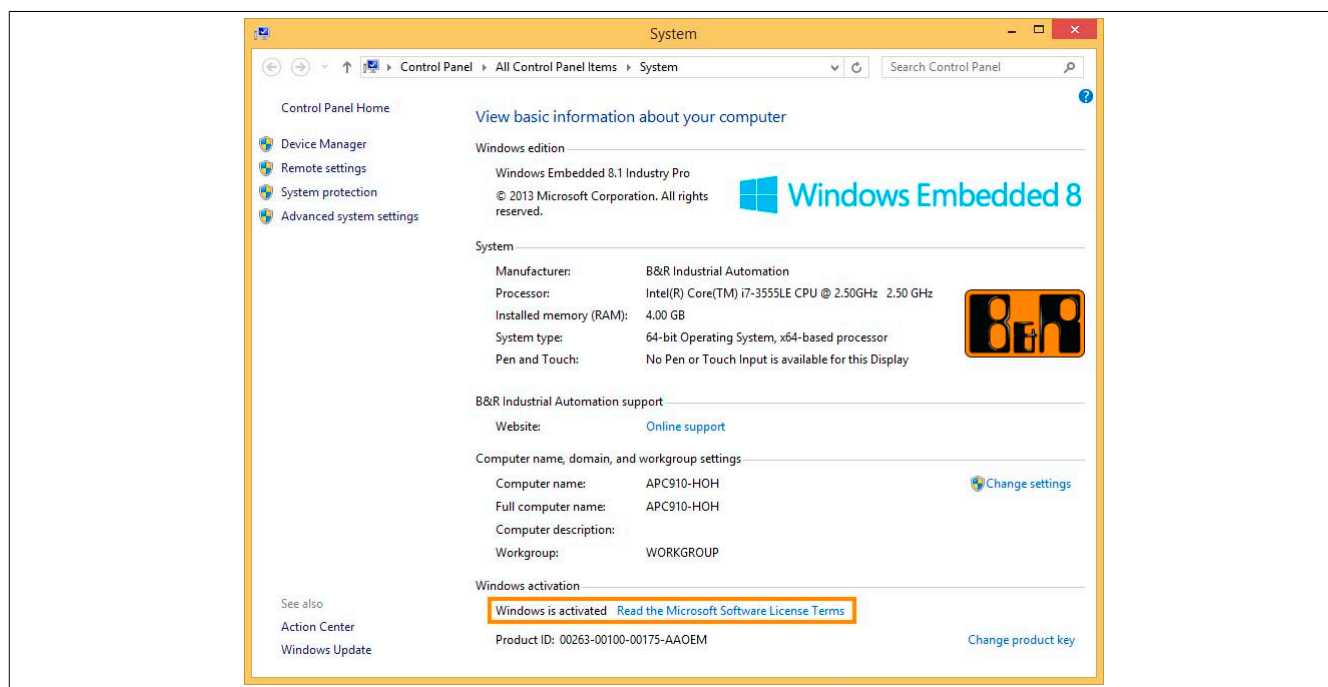 System
Control Panel All Control Panel Items System
Search Control Panel
Control Panel Home
Device Manager
Remote settings
System protection
Advanced system settings
View basic information about your computer
Windows edition
Windows Embedded 8.1 Industry Pro
© 2013 Microsoft Corporation. All rights
reserved.
Windows Embedded 8
System
Manufacturer: B&R Industrial Automation
Processor: Intel(R) Core(TM) i7-3555LE CPU @ 2.50GHz 2.50 GHz
Installed memory (RAM): 4.00 GB
System type: 64-bit Operating System, x64-based processor
Pen and Touch: No Pen or Touch Input is available for this Display
B&R
B&R Industrial Automation support
Website: Online support
Computer name, domain, and workgroup settings
Computer name: APC910-HOH Change settings
Full computer name: APC910-HOH
Computer description:
Workgroup: WORKGROUP
Windows activation
Windows is activated Read the Microsoft Software License Terms
Product ID: 00263-00100-00175-AAOEM Change product key
See also
Action Center
Windows Update